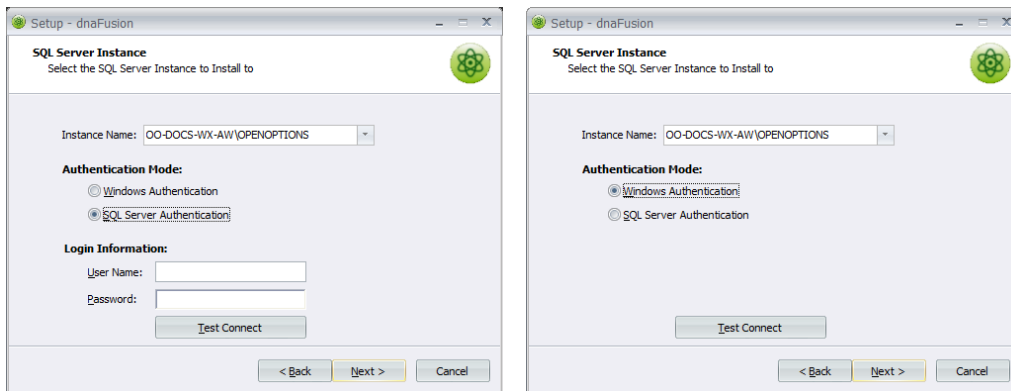 Setup - dnaFusion
SQL Server Instance
Select the SQL Server Instance to Install to
Instance Name: OO-DOCS-WX-AW\OPENOPTIONS
Authentication Mode:
Windows Authentication
SQL Server Authentication
Login Information:
User Name:
Password:
Test Connect
< Back Next > Cancel
Setup - dnaFusion
SQL Server Instance
Select the SQL Server Instance to Install to
Instance Name: OO-DOCS-WX-AW\OPENOPTIONS
Authentication Mode:
Windows Authentication
SQL Server Authentication
Test Connect
< Back Next > Cancel